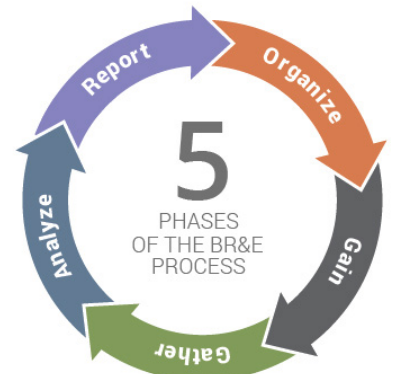 5
PHASES
OF THE BR&E
PROCESS
Organize
Gain
Gather
Analyze
Report